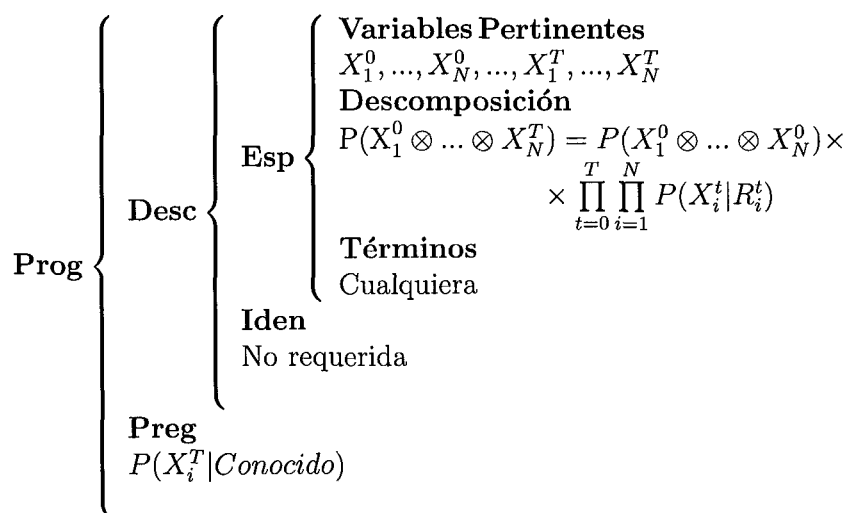 Variables Pertinentes
X_1^0, ..., X_N^0, ..., X_1^T, ..., X_N^T
Descomposición
P(X_1^0 ⊗ ... ⊗ X_N^T) = P(X_1^0 ⊗ ... ⊗ X_N^0)×
× ∏_{t=0}^{T} ∏_{i=1}^{N} P(X_i^t|R_i^t)
Esp
Términos
Cualquiera
Desc
Iden
No requerida
Prog
Preg
P(X_i^T|Conocido)